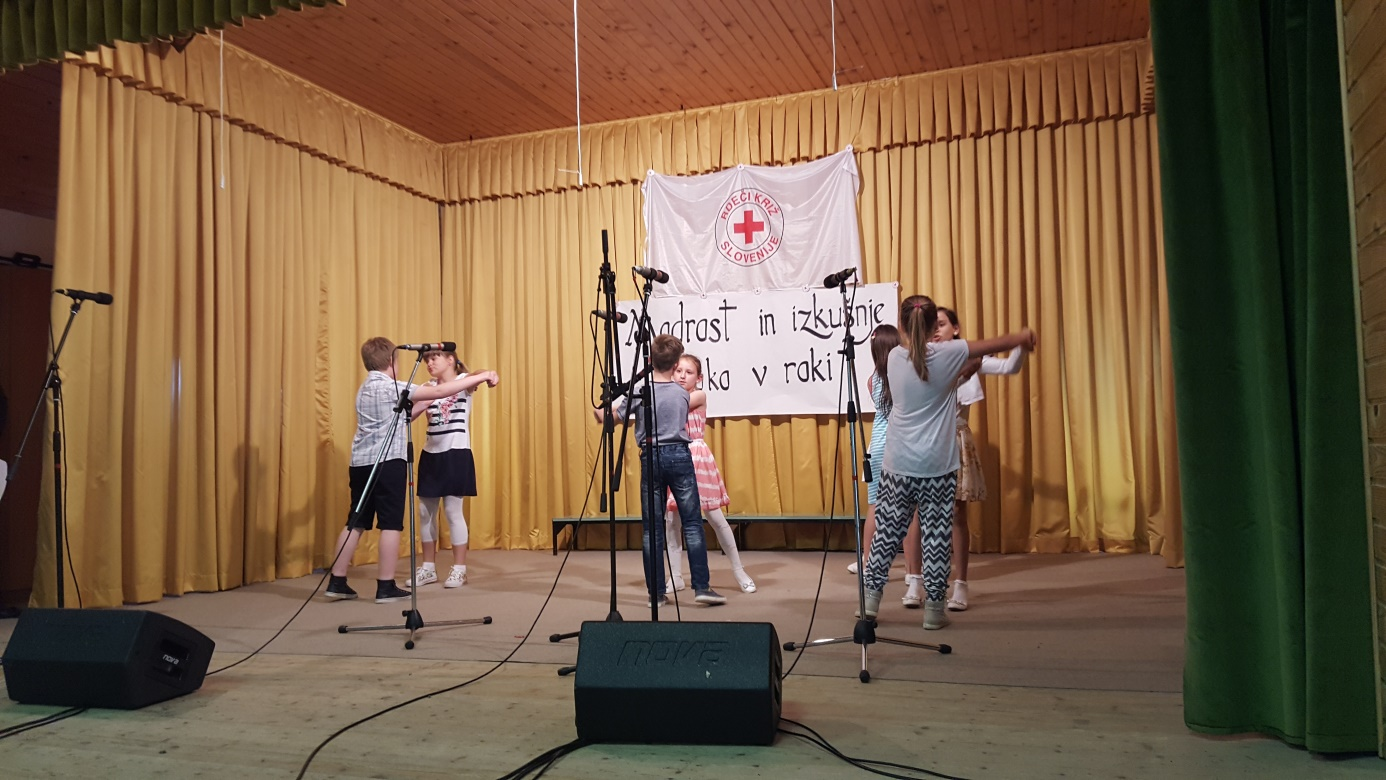 RDEČI KRIŽ
SLOVENIJE
in izkušnje
v roki
nova
nova